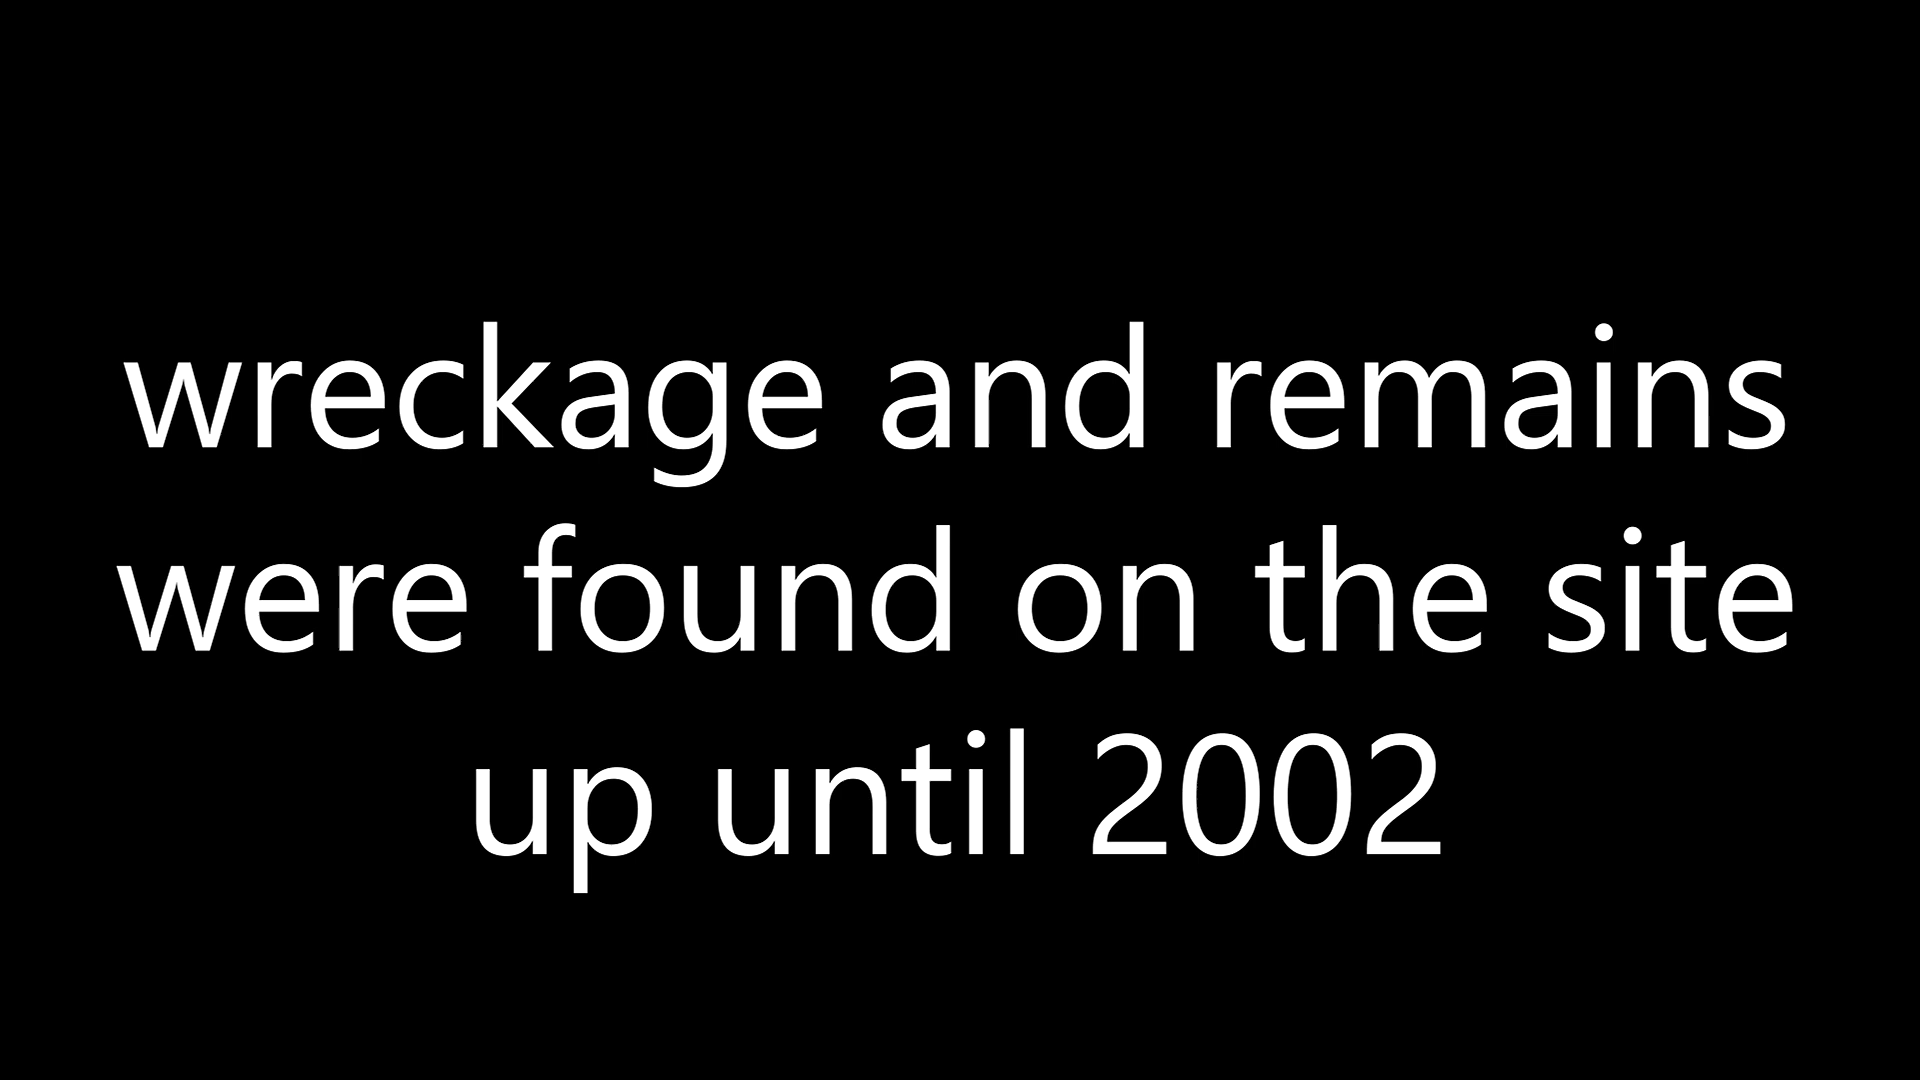 wreckage and remains
were found on the site
up until 2002